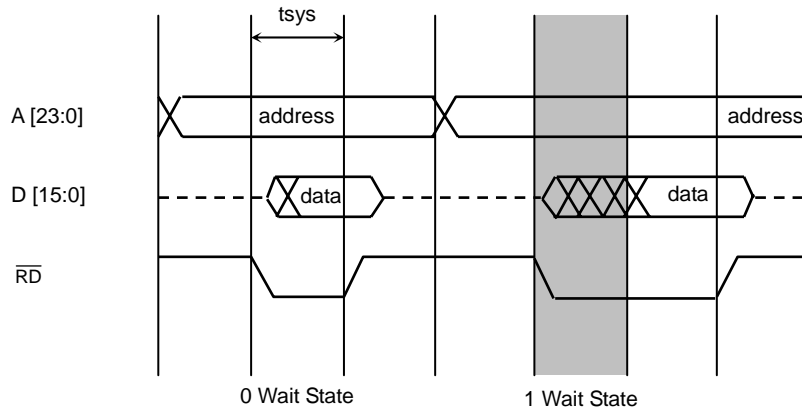 tsys
A [23:0] address address
D [15:0] data data
RD
0 Wait State 1 Wait State